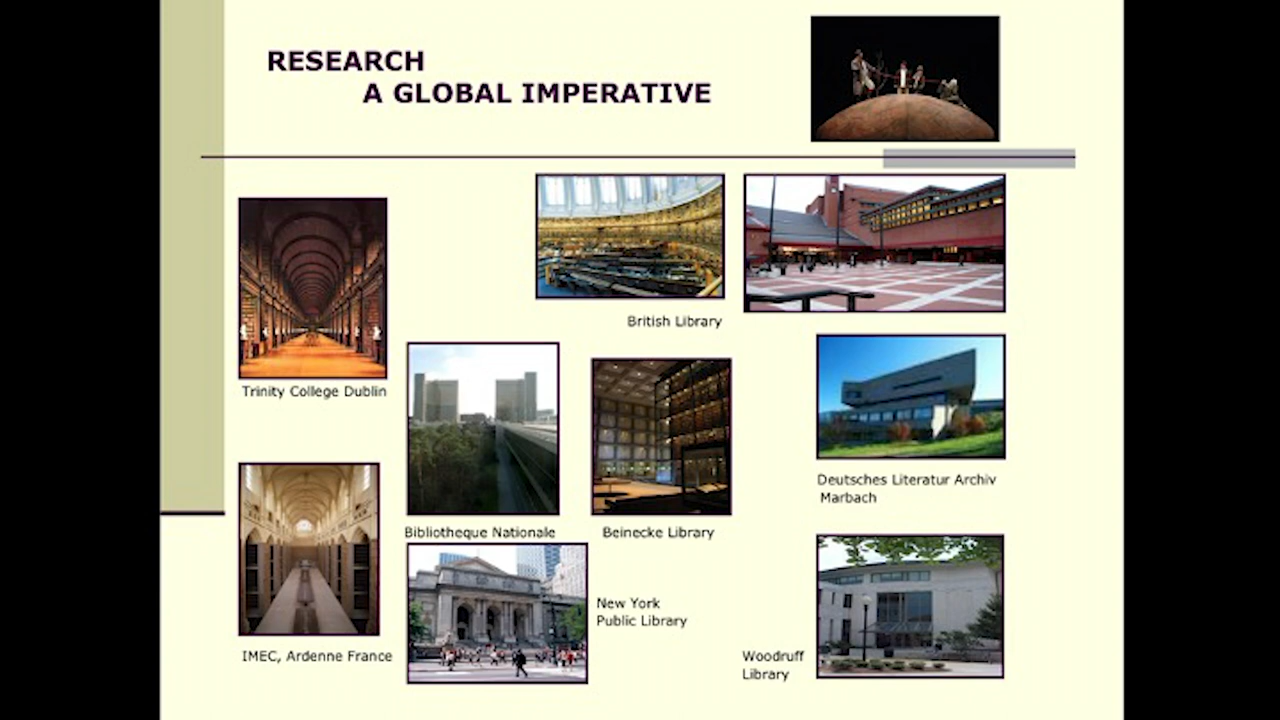 RESEARCH
A GLOBAL IMPERATIVE
British Library
Trinity College Dublin
Deutsches Literatur Archiv
Marbach
Bibliotheque Nationale
Beinecke Library
New York
Public Library
IMEC, Ardenne France
Woodruff
Library